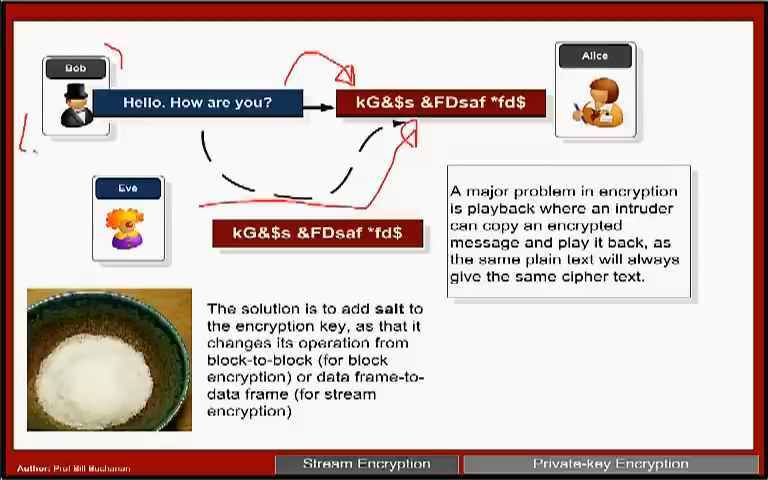 Bob
Alice
Hello. How are you?
kG&$s &FDsaf *fd$
Eve
kG&$s &FDsaf *fd$
A major problem in encryption
is playback where an intruder
can copy an encrypted
message and play it back, as
the same plain text will always
give the same cipher text.
The solution is to add salt to
the encryption key, as that it
changes its operation from
block-to-block (for block
encryption) or data frame-to-
data frame (for stream
encryption)
Author: Prof Bill Buchanan
Stream Encryption
Private-key Encryption